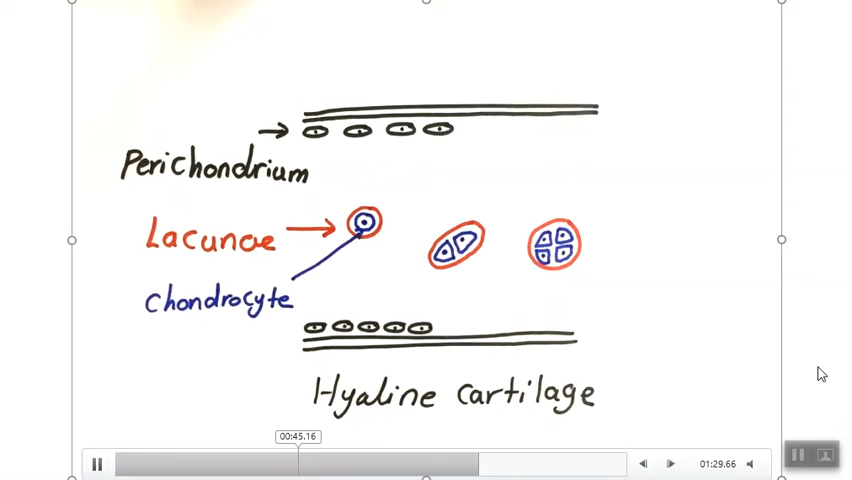 Perichondrium
Lacunae
Chondrocyte
Hyaline cartilage
00:45.16
01:29.66